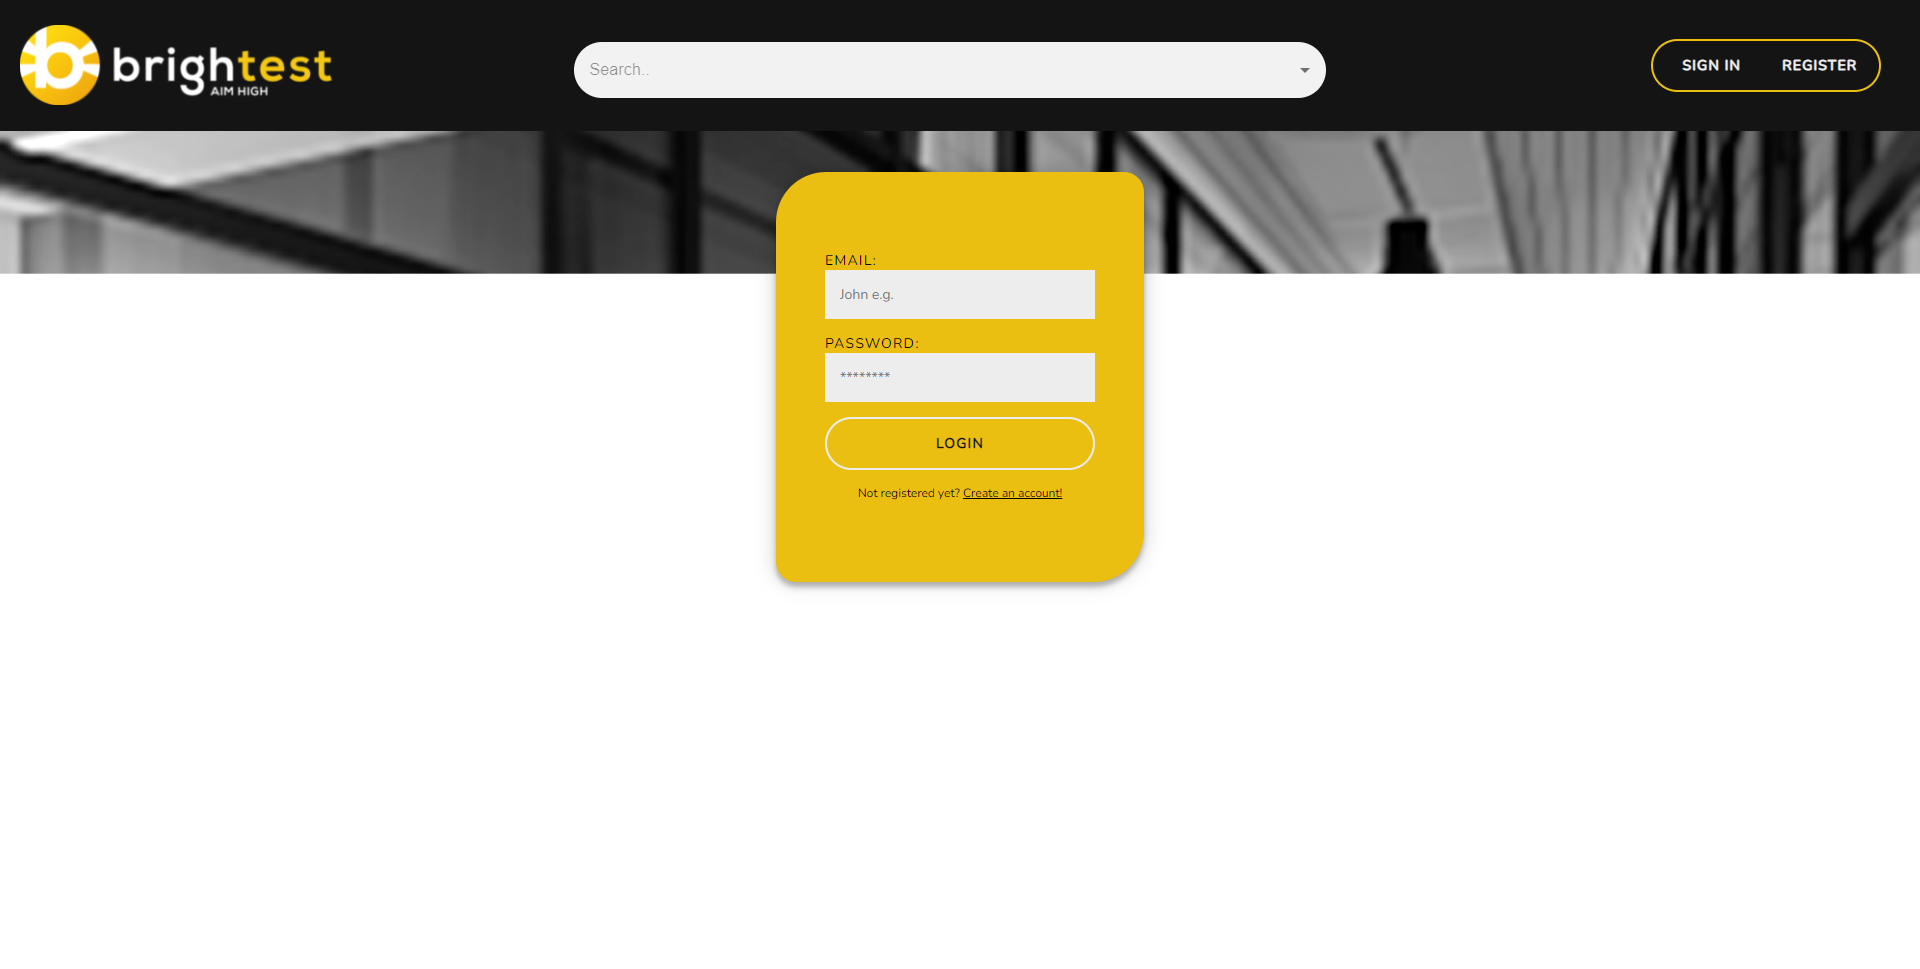 brightest
AIM HIGH
Search..
SIGN IN REGISTER
EMAIL:
John e.g.
PASSWORD:
********
LOGIN
Not registered yet? Create an account!